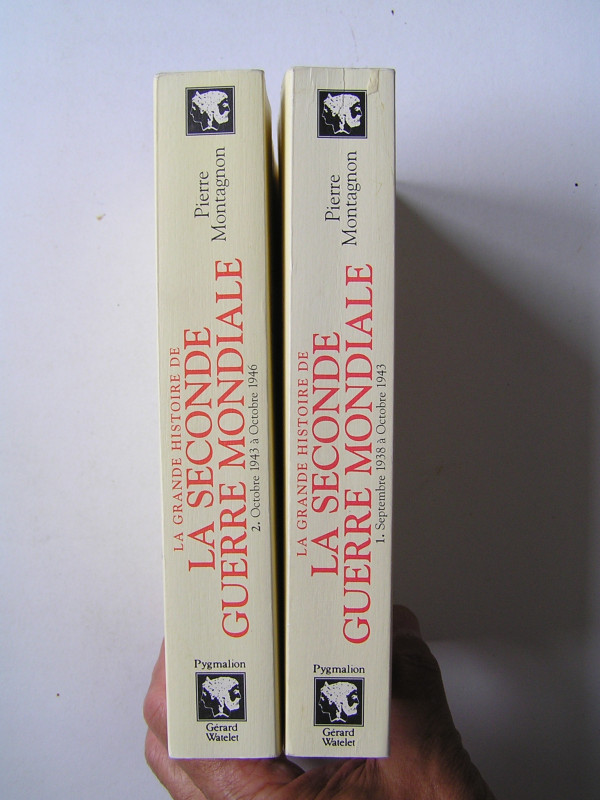 LA GRANDE HISTOIRE DE
LA SECONDE
GUERRE MONDIALE
2. Octobre 1943 à Octobre 1946
Pierre
Montagnon
Pygmalion
Gérard
Watelet
LA GRANDE HISTOIRE DE
LA SECONDE
GUERRE MONDIALE
1. Septembre 1938 à Octobre 1943
Pierre
Montagnon
Pygmalion
Gérard
Watelet